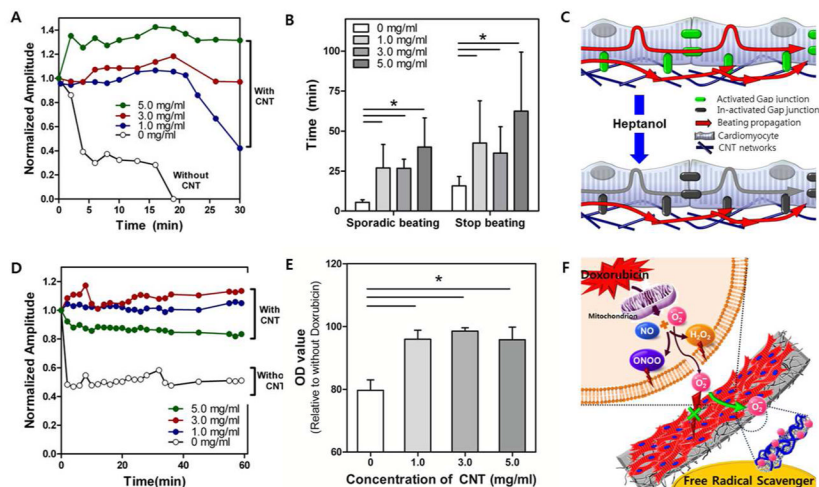 A
Normalized Amplitude
1.4
1.2
1.0
0.8
0.6
0.4
0.2
0.0
5.0 mg/ml
3.0 mg/ml
1.0 mg/ml
0 mg/ml
With
CNT
Without
CNT
0 5 10 15 20 25 30
Time (min)
B
Time (min)
100
75
50
25
0
0 mg/ml
1.0 mg/ml
3.0 mg/ml
5.0 mg/ml
*
*
Sporadic beating Stop beating
C
Heptanol
Activated Gap junction
In-activated Gap junction
Beating propagation
Cardiomyocyte
CNT networks
D
Normalized Amplitude
1.4
1.2
1.0
0.8
0.6
0.4
0.2
0.0
With
CNT
Witho
CNT
5.0 mg/ml
3.0 mg/ml
1.0 mg/ml
0 mg/ml
0 20 40 60
Time(min)
E
OD value
(Relative to without Doxorubicin)
120
100
80
60
*
0 1.0 3.0 5.0
Concentration of CNT (mg/ml)
F
Doxorubicin
Mitochondrion
NO
O₂⁻
H₂O₂
ONOO
O₂⁻
O₂⁻
Free Radical Scavenger